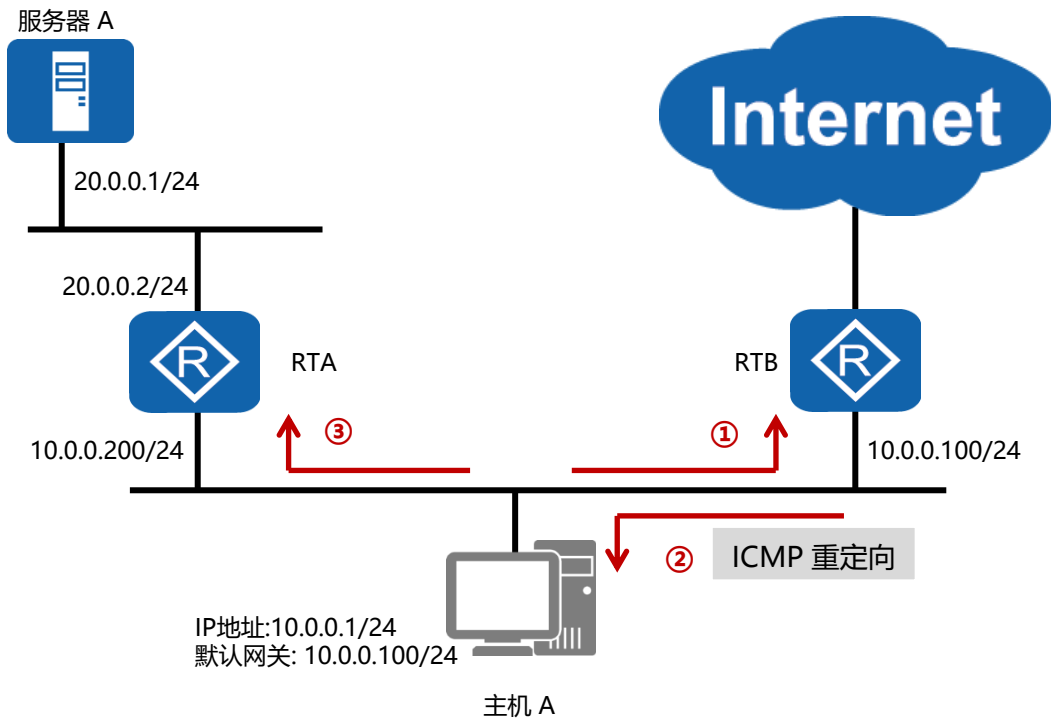 服务器 A
Internet
20.0.0.1/24
20.0.0.2/24
R
RTA
RTB
R
③
①
10.0.0.200/24
10.0.0.100/24
②
ICMP 重定向
IP地址:10.0.0.1/24
默认网关: 10.0.0.100/24
主机 A